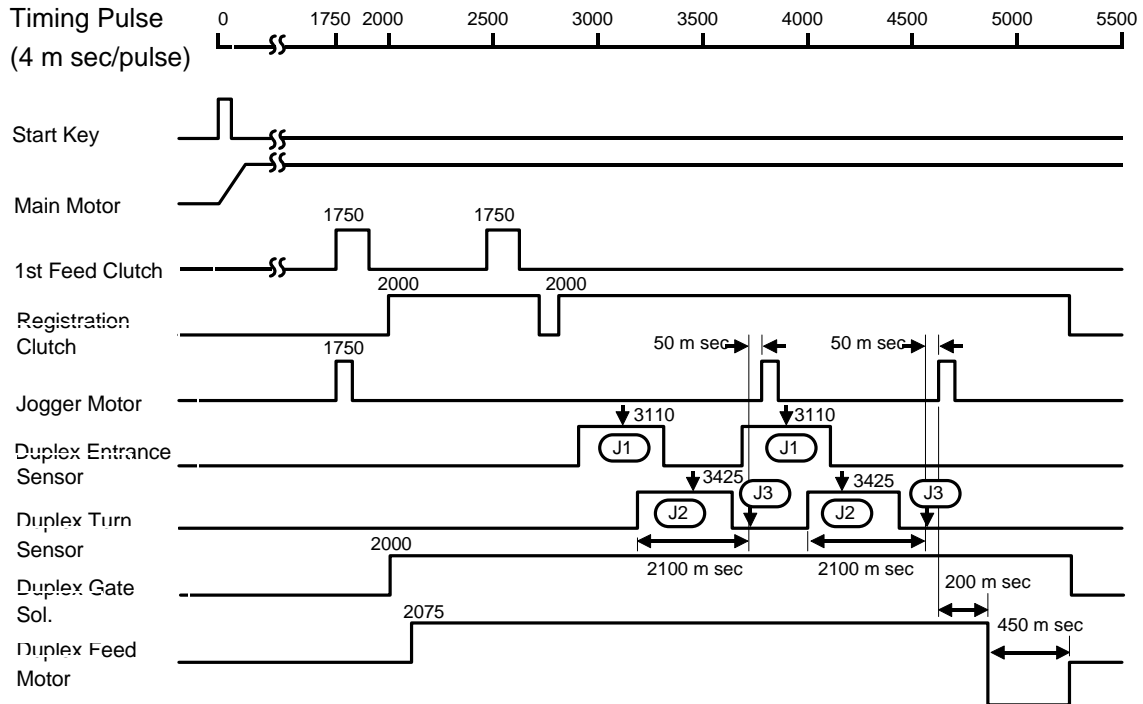 Timing Pulse
(4 m sec/pulse)
0 1750 2000 2500 3000 3500 4000 4500 5000 5500
Start Key
Main Motor
1750 1750
1st Feed Clutch
2000 2000
Registration
Clutch
50 m sec 50 m sec
1750
Jogger Motor
3110 3110
J1 J1
Duplex Entrance
Sensor
3425 3425
J3 J3
J2 J2
Duplex Turn
Sensor
2000
2100 m sec 2100 m sec
Duplex Gate
Sol.
200 m sec
2075
450 m sec
Duplex Feed
Motor